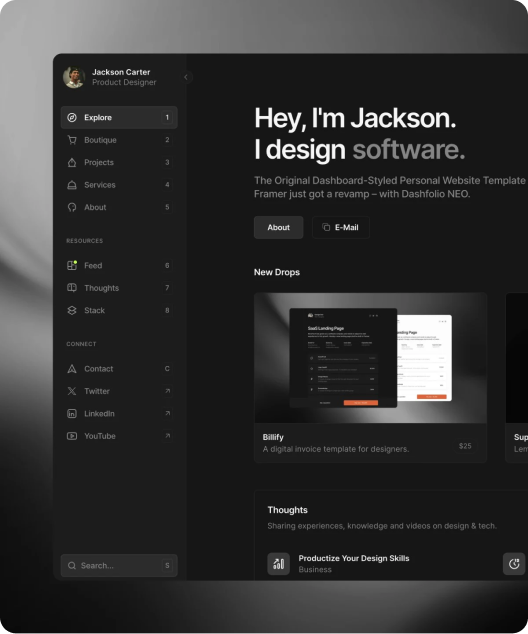 Jackson Carter
Product Designer
Explore 1
Boutique 2
Projects 3
Services 4
About 5
RESOURCES
Feed 6
Thoughts 7
Stack 8
CONNECT
Contact C
Twitter
LinkedIn
YouTube
Search... S
Hey, I'm Jackson.
I design software.
The Original Dashboard-Styled Personal Website Template
Framer just got a revamp – with Dashfolio NEO.
About
E-Mail
New Drops
SaaS Landing Page
nding Page
Billify
A digital invoice template for designers.
$25
Sup
Lem
Thoughts
Sharing experiences, knowledge and videos on design & tech.
Productize Your Design Skills
Business